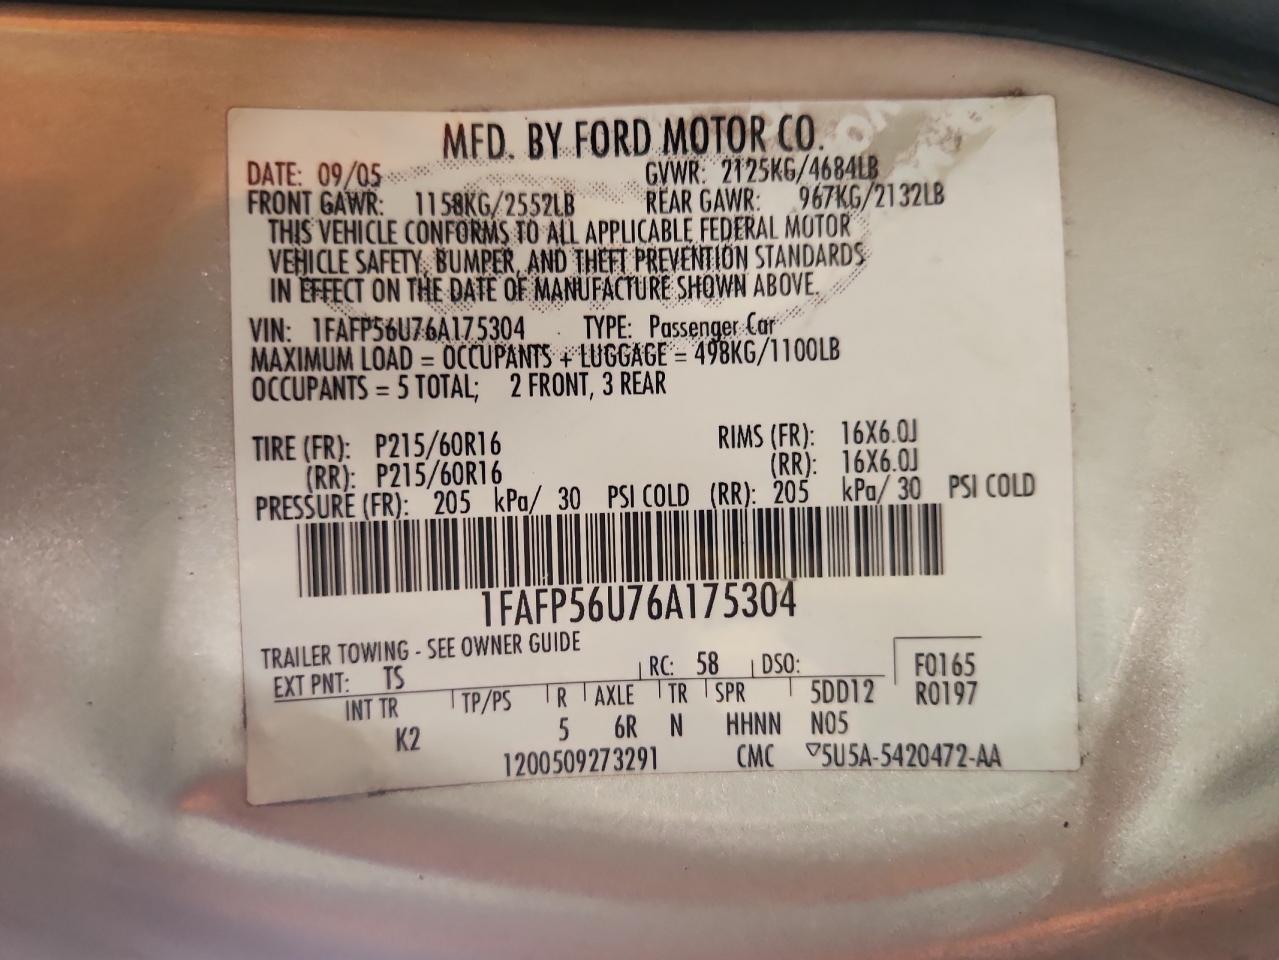 MFD. BY FORD MOTOR CO.
DATE: 09/05 GVWR: 2125KG/4684LB
FRONT GAWR: 1158KG/2552LB REAR GAWR: 967KG/2132LB
THIS VEHICLE CONFORMS TO ALL APPLICABLE FEDERAL MOTOR
VEHICLE SAFETY, BUMPER, AND THEFT PREVENTION STANDARDS
IN EFFECT ON THE DATE OF MANUFACTURE SHOWN ABOVE.
VIN: 1FAFP56U76A175304 TYPE: Passenger Car
MAXIMUM LOAD = OCCUPANTS + LUGGAGE = 498KG/1100LB
OCCUPANTS = 5 TOTAL; 2 FRONT, 3 REAR
TIRE (FR): P215/60R16 RIMS (FR): 16X6.0J
(RR): P215/60R16 (RR): 16X6.0J
PRESSURE (FR): 205 kPa/ 30 PSI COLD (RR): 205 kPa/ 30 PSI COLD
1FAFP56U76A175304
TRAILER TOWING - SEE OWNER GUIDE
EXT PNT: TS RC: 58 DSO: F0165
INT TR TP/PS R AXLE TR SPR 5DD12 R0197
K2 5 6R N HHNN N05
1200509273291 CMC ▽5U5A-5420472-AA